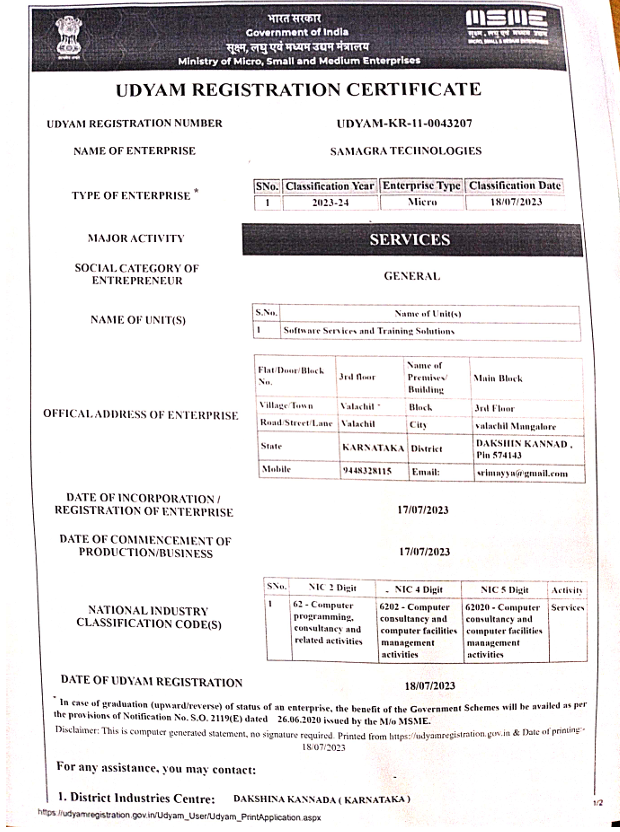 भारत सरकार
Government of India
सूक्ष्म, लघु एवं मध्यम उद्यम मंत्रालय
Ministry of Micro, Small and Medium Enterprises
MSME
सूक्ष्म, लघु एवं मध्यम उद्यम
MICRO, SMALL & MEDIUM ENTERPRISES
UDYAM REGISTRATION CERTIFICATE
UDYAM REGISTRATION NUMBER UDYAM-KR-11-0043207
NAME OF ENTERPRISE SAMAGRA TECHNOLOGIES
TYPE OF ENTERPRISE *
SNo. Classification Year Enterprise Type Classification Date
1 2023-24 Micro 18/07/2023
MAJOR ACTIVITY SERVICES
SOCIAL CATEGORY OF
ENTREPRENEUR
GENERAL
NAME OF UNIT(S)
S.No. Name of Unit(s)
1 Software Services and Training Solutions
OFFICAL ADDRESS OF ENTERPRISE
Flat/Door/Block
No.
3rd floor
Name of
Premises/
Building
Main Block
Village/Town Valachil Block 3rd Floor
Road/Street/Lane Valachil City valachil Mangalore
State KARNATAKA District DAKSHIN KANNAD ,
Pin 574143
Mobile 9448328115 Email: srimayya@gmail.com
DATE OF INCORPORATION /
REGISTRATION OF ENTERPRISE
17/07/2023
DATE OF COMMENCEMENT OF
PRODUCTION/BUSINESS
17/07/2023
NATIONAL INDUSTRY
CLASSIFICATION CODE(S)
SNo. NIC 2 Digit NIC 4 Digit NIC 5 Digit Activity
1
62 - Computer
programming,
consultancy and
related activities
6202 - Computer
consultancy and
computer facilities
management
activities
62020 - Computer
consultancy and
computer facilities
management
activities
Services
DATE OF UDYAM REGISTRATION 18/07/2023
* In case of graduation (upward/reverse) of status of an enterprise, the benefit of the Government Schemes will be availed as per
the provisions of Notification No. S.O. 2119(E) dated 26.06.2020 issued by the M/o MSME.
Disclaimer: This is computer generated statement, no signature required. Printed from https://udyamregistration.gov.in & Date of printing:-
18/07/2023
For any assistance, you may contact:
1. District Industries Centre: DAKSHINA KANNADA ( KARNATAKA )
https://udyamregistration.gov.in/Udyam_User/Udyam_PrintApplication.aspx
1/2